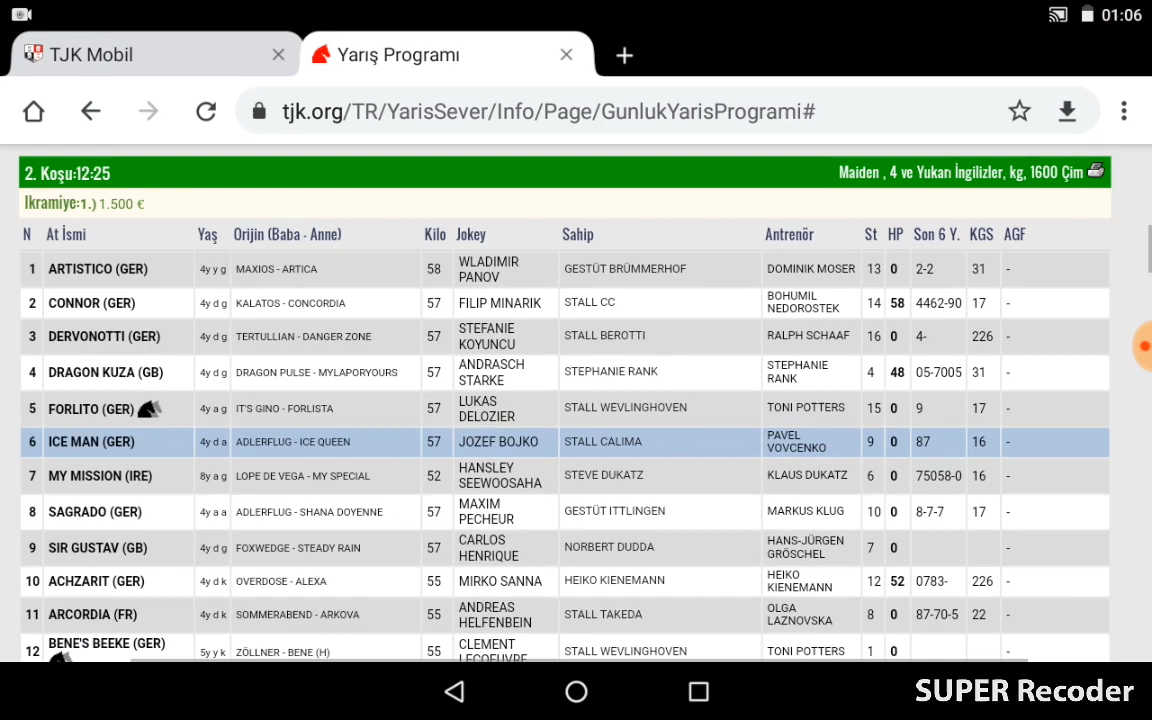 01:06
TJK Mobil
Yarış Programı
tjk.org/TR/YarisSever/Info/Page/GunlukYarisProgrami#
2. Koşu:12:25 Maiden , 4 ve Yukarı İngilizler, kg, 1600 Çim
Ikramiye:1.) 1.500 €
N At İsmi Yaş Orijin (Baba - Anne) Kilo Jokey Sahip Antrenör St HP Son 6 Y. KGS AGF
1 ARTISTICO (GER) 4y y g MAXIOS - ARTICA 58 WLADIMIR PANOV GESTÜT BRÜMMERHOF DOMINIK MOSER 13 0 2-2 31 -
2 CONNOR (GER) 4y d g KALATOS - CONCORDIA 57 FILIP MINARIK STALL CC BOHUMIL NEDOROSTEK 14 58 4462-90 17 -
3 DERVONOTTI (GER) 4y d g TERTULLIAN - DANGER ZONE 57 STEFANIE KOYUNCU STALL BEROTTI RALPH SCHAAF 16 0 4- 226 -
4 DRAGON KUZA (GB) 4y d g DRAGON PULSE - MYLAPORYOURS 57 ANDRASCH STARKE STEPHANIE RANK STEPHANIE RANK 4 48 05-7005 31 -
5 FORLITO (GER) 4y a g IT'S GINO - FORLISTA 57 LUKAS DELOZIER STALL WEVLINGHOVEN TONI POTTERS 15 0 9 17 -
6 ICE MAN (GER) 4y d a ADLERFLUG - ICE QUEEN 57 JOZEF BOJKO STALL CALIMA PAVEL VOVCENKO 9 0 87 16 -
7 MY MISSION (IRE) 8y a g LOPE DE VEGA - MY SPECIAL 52 HANSLEY SEEWOOSAHA STEVE DUKATZ KLAUS DUKATZ 6 0 75058-0 16 -
8 SAGRADO (GER) 4y a a ADLERFLUG - SHANA DOYENNE 57 MAXIM PECHEUR GESTÜT ITTLINGEN MARKUS KLUG 10 0 8-7-7 17 -
9 SIR GUSTAV (GB) 4y d g FOXWEDGE - STEADY RAIN 57 CARLOS HENRIQUE NORBERT DUDDA HANS-JÜRGEN GRÖSCHEL 7 0 -
10 ACHZARIT (GER) 4y d k OVERDOSE - ALEXA 55 MIRKO SANNA HEIKO KIENEMANN HEIKO KIENEMANN 12 52 0783- 226 -
11 ARCORDIA (FR) 4y d k SOMMERABEND - ARKOVA 55 ANDREAS HELFENBEIN STALL TAKEDA OLGA LAZNOVSKA 8 0 87-70-5 22 -
12 BENE'S BEEKE (GER) 5y y k ZÖLLNER - BENE (H) 55 CLEMENT LECOEUVRE STALL WEVLINGHOVEN TONI POTTERS 1 0 -
SUPER Recoder